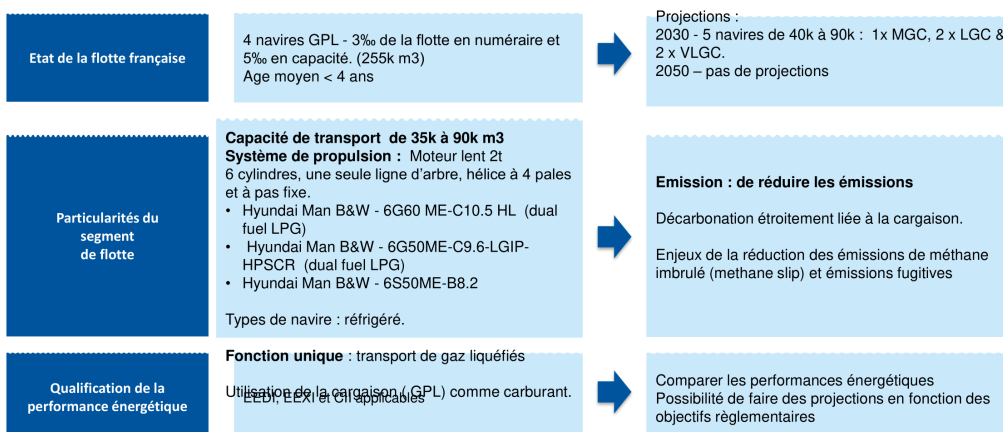 Etat de la flotte française
4 navires GPL - 3‰ de la flotte en numéraire et
5‰ en capacité. (255k m3)
Age moyen < 4 ans
Projections :
2030 - 5 navires de 40k à 90k : 1x MGC, 2 x LGC &
2 x VLGC.
2050 – pas de projections
Particularités du
segment
de flotte
Capacité de transport de 35k à 90k m3
Système de propulsion : Moteur lent 2t
6 cylindres, une seule ligne d’arbre, hélice à 4 pales
et à pas fixe.
• Hyundai Man B&W - 6G60 ME-C10.5 HL (dual
fuel LPG)
• Hyundai Man B&W - 6G50ME-C9.6-LGIP-
HPSCR (dual fuel LPG)
• Hyundai Man B&W - 6S50ME-B8.2
Types de navire : réfrigéré.
Fonction unique : transport de gaz liquéfiés
Utilisation de la cargaison ( GPL) comme carburant.
Emission : de réduire les émissions
Décarbonation étroitement liée à la cargaison.
Enjeux de la réduction des émissions de méthane
imbrulé (methane slip) et émissions fugitives
Qualification de la
performance énergétique
EEDI, EEXI et CII applicables
Comparer les performances énergétiques
Possibilité de faire des projections en fonction des
objectifs règlementaires